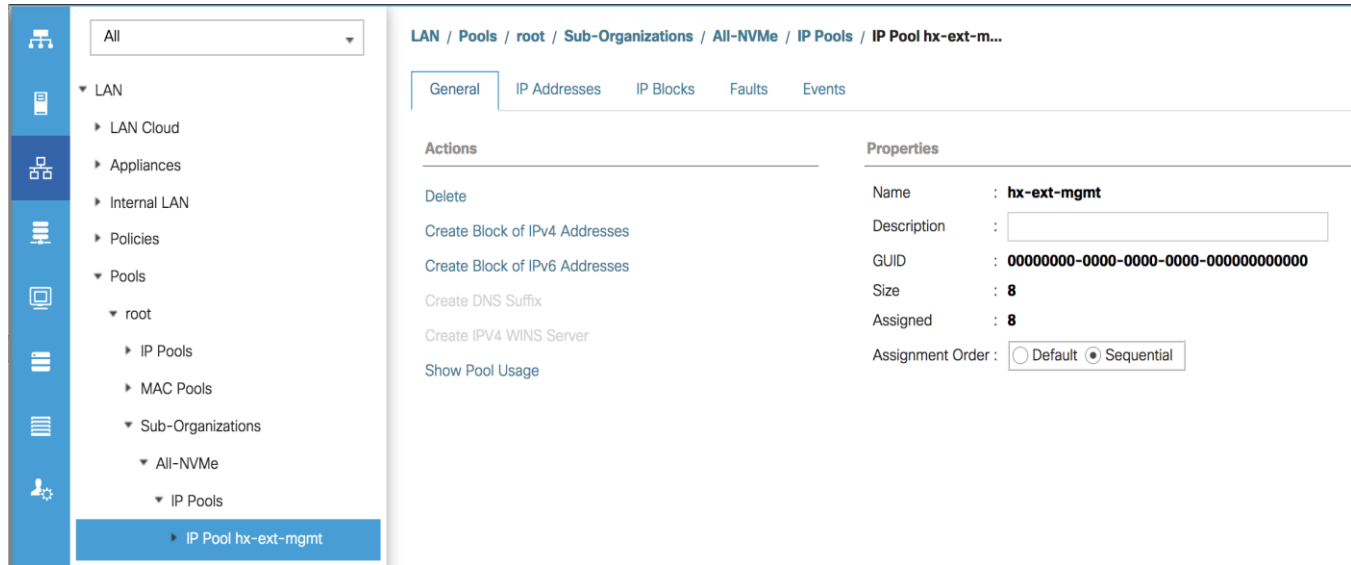 All
LAN
LAN Cloud
Appliances
Internal LAN
Policies
Pools
root
IP Pools
MAC Pools
Sub-Organizations
All-NVMe
IP Pools
IP Pool hx-ext-mgmt
LAN / Pools / root / Sub-Organizations / All-NVMe / IP Pools / IP Pool hx-ext-m...
General IP Addresses IP Blocks Faults Events
Actions
Delete
Create Block of IPv4 Addresses
Create Block of IPv6 Addresses
Create DNS Suffix
Create IPV4 WINS Server
Show Pool Usage
Properties
Name : hx-ext-mgmt
Description :
GUID : 00000000-0000-0000-0000-000000000000
Size : 8
Assigned : 8
Assignment Order : Default Sequential